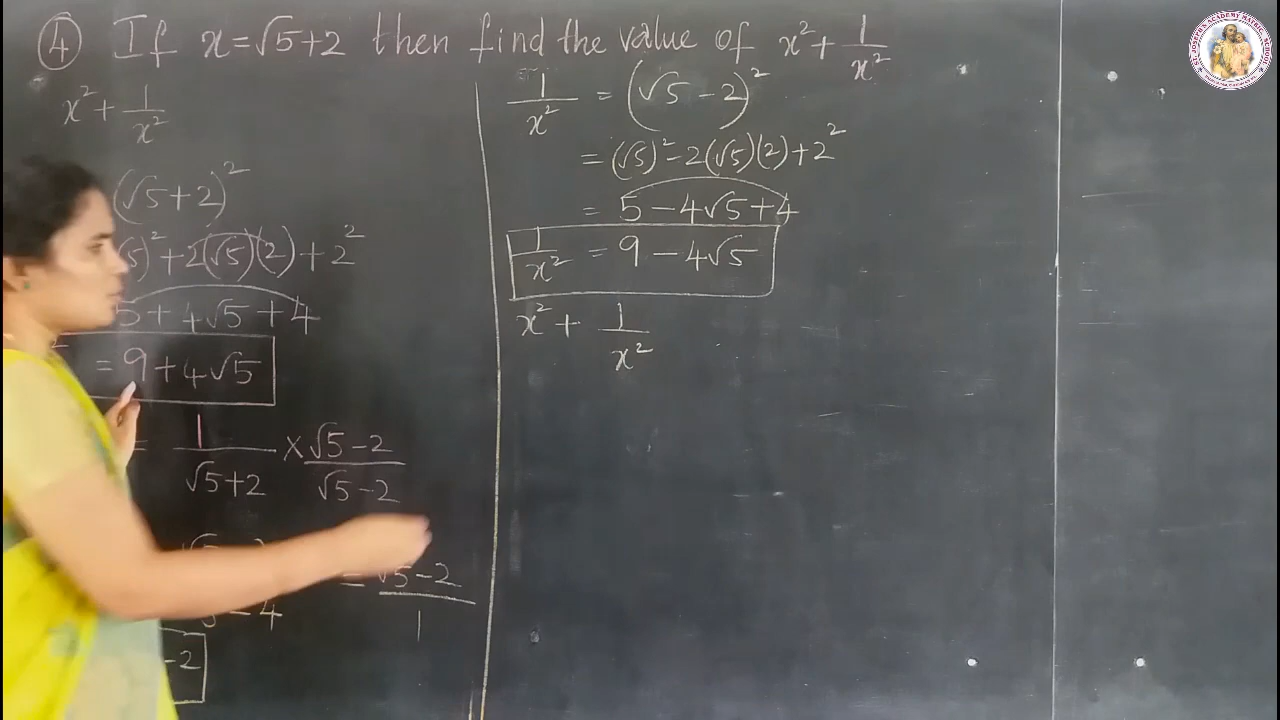 ④ If x = √5+2 then find the value of x² + 1/x²
x² + 1/x²
(√5 + 2)²
5)² + 2(√5)(2) + 2²
5 + 4√5 + 4
= 9 + 4√5
= 1/(√5+2) × (√5-2)/(√5-2)
= (√5-2)/1
- 4
-2
1/x² = (√5 - 2)²
= (√5)² - 2(√5)(2) + 2²
= 5 - 4√5 + 4
1/x² = 9 - 4√5
x² + 1/x²